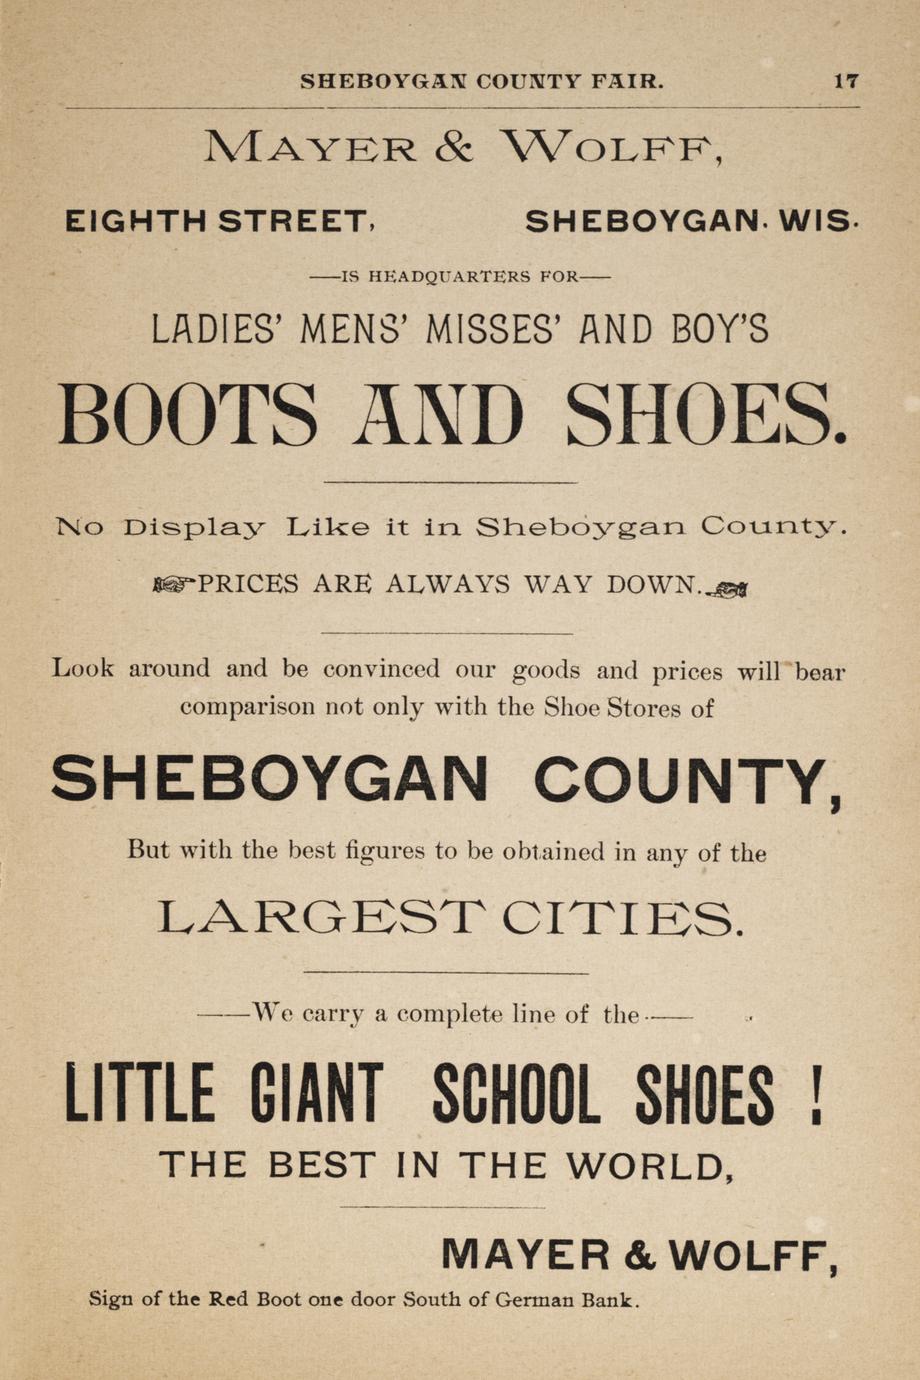 SHEBOYGAN COUNTY FAIR. 17
MAYER & WOLFF,
EIGHTH STREET, SHEBOYGAN. WIS.
——IS HEADQUARTERS FOR——
LADIES' MENS' MISSES' AND BOY'S
BOOTS AND SHOES.
No Display Like it in Sheboygan County.
☞PRICES ARE ALWAYS WAY DOWN.☜
Look around and be convinced our goods and prices will bear
comparison not only with the Shoe Stores of
SHEBOYGAN COUNTY,
But with the best figures to be obtained in any of the
LARGEST CITIES.
——We carry a complete line of the——
LITTLE GIANT SCHOOL SHOES !
THE BEST IN THE WORLD,
MAYER & WOLFF,
Sign of the Red Boot one door South of German Bank.